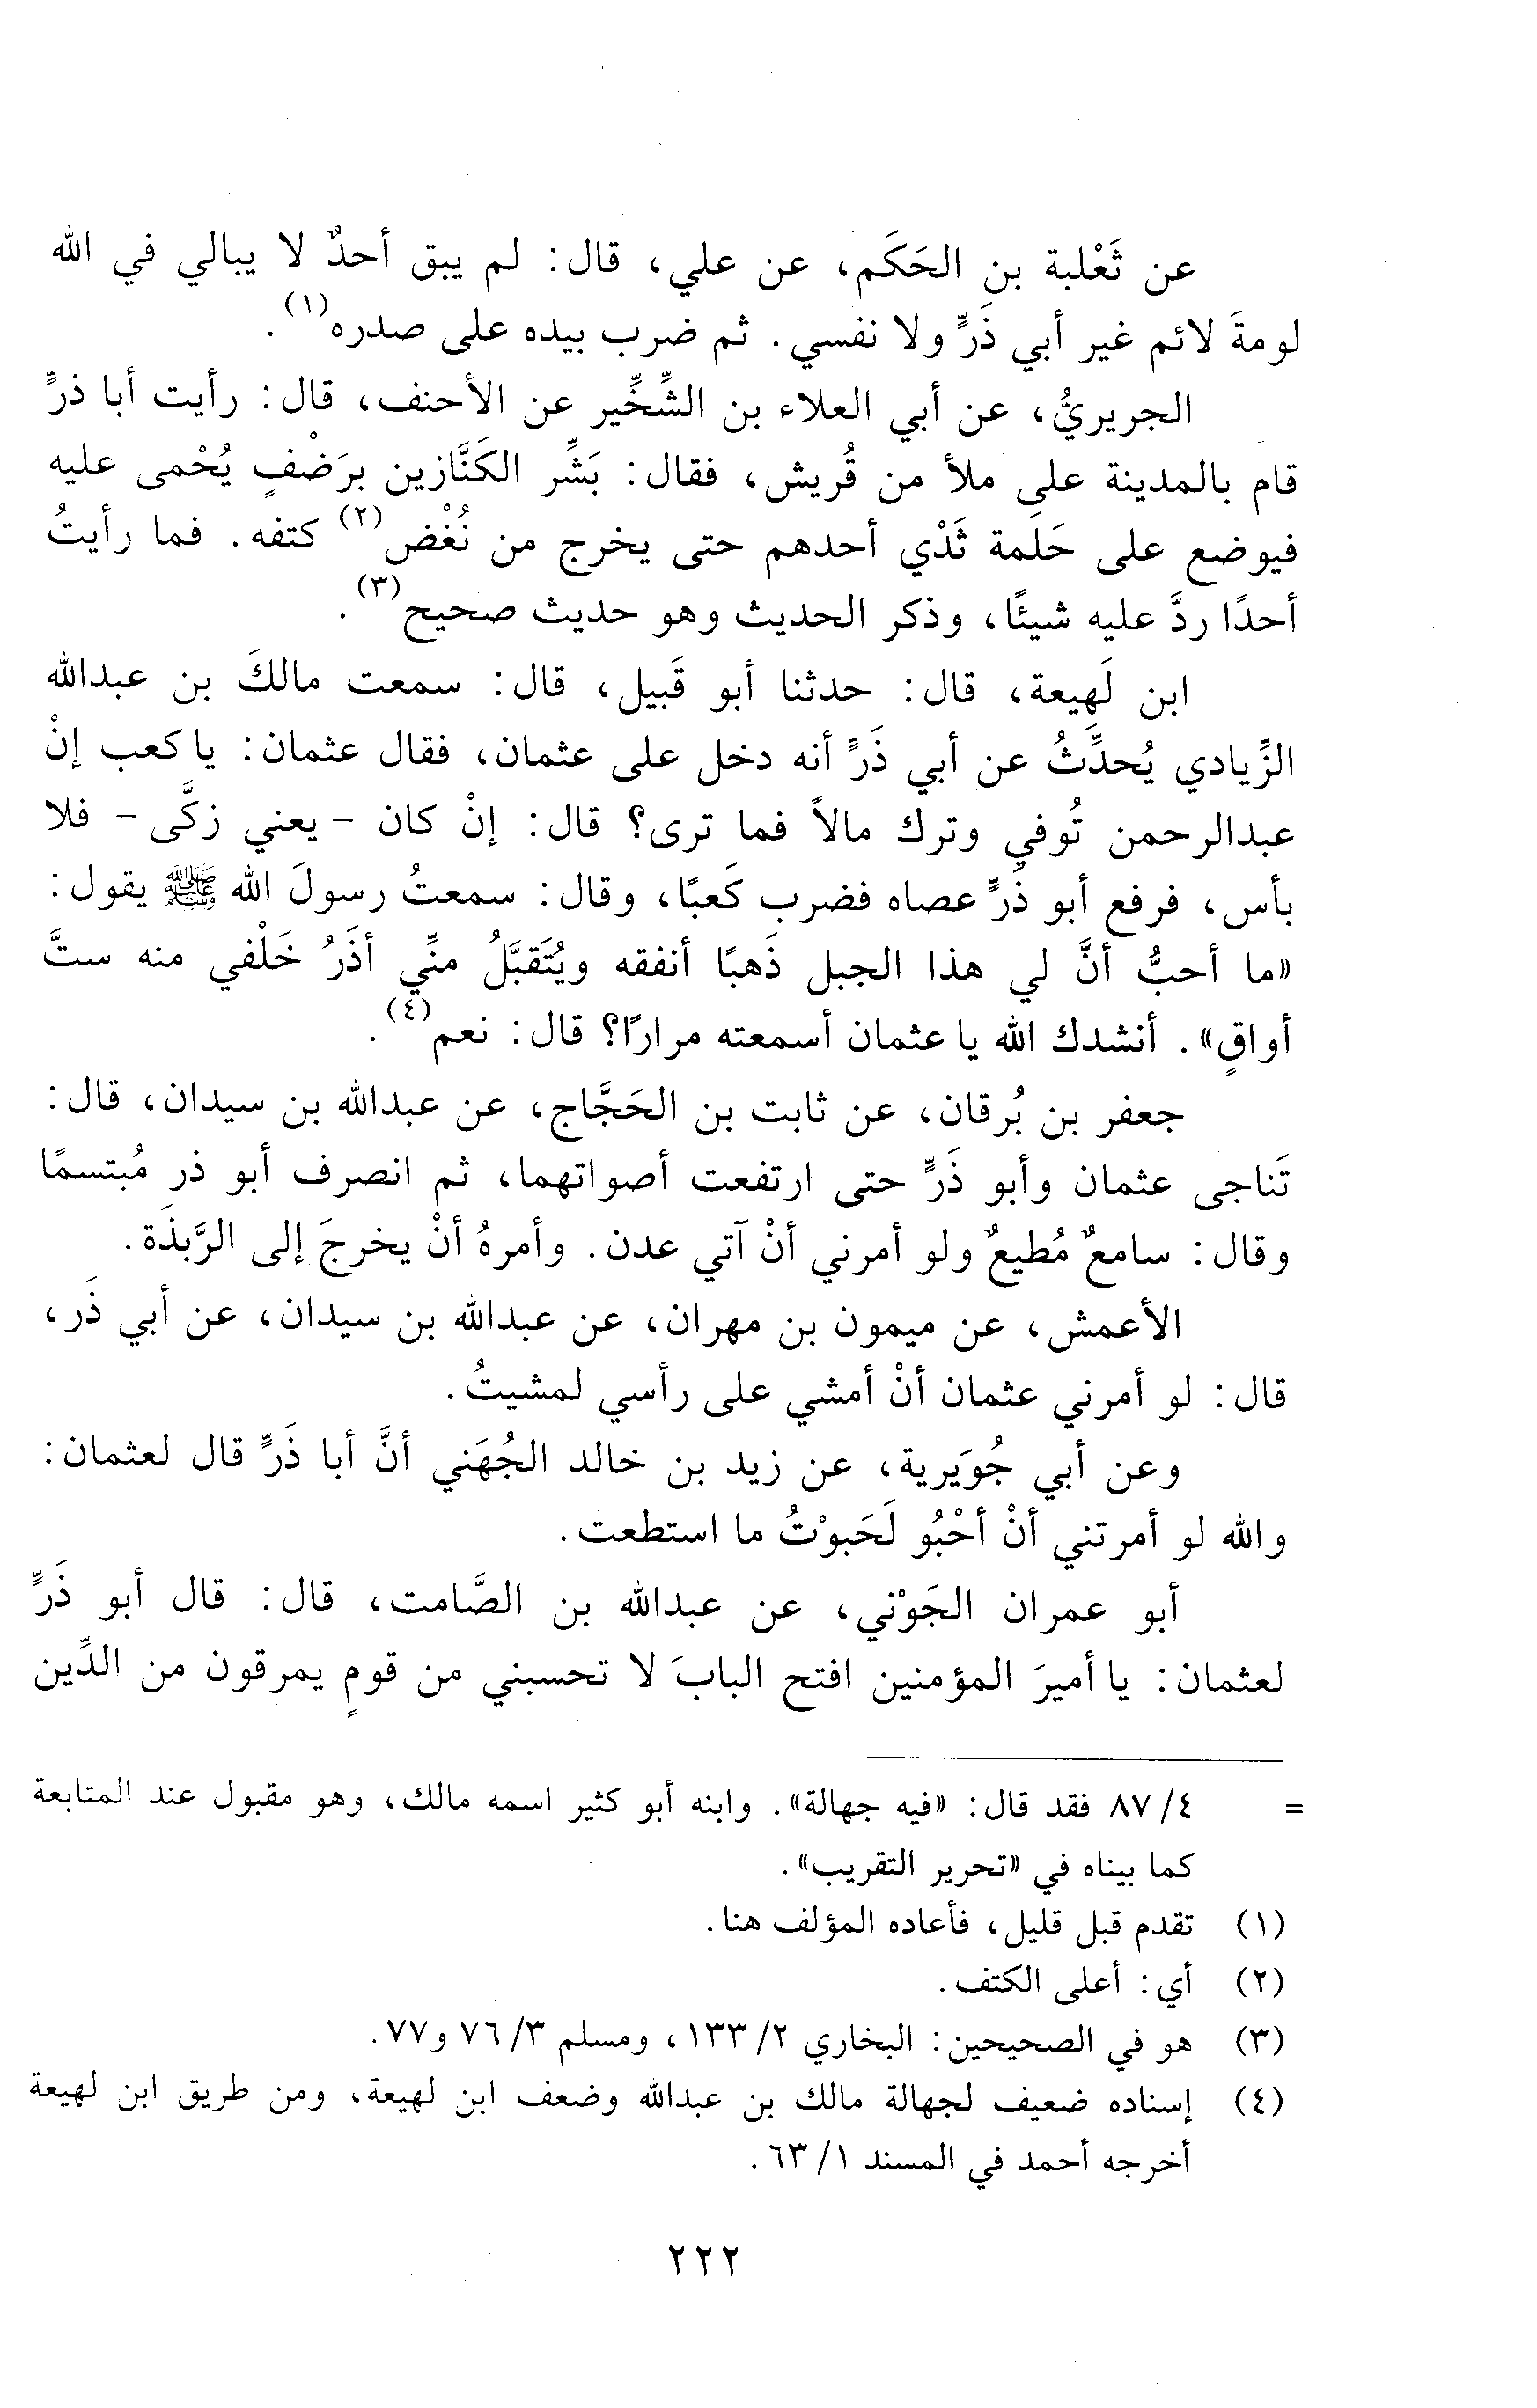 عن ثَعْلبة بن الحَكَم، عن علي، قال: لم يبق أحدٌ لا يبالي في الله
لومةَ لائم غير أبي ذَرٍّ ولا نفسي. ثم ضرب بيده على صدره(١).
الجريريُّ، عن أبي العلاء بن الشِّخِّير عن الأحنف، قال: رأيت أبا ذرٍّ
قام بالمدينة على ملأ من قُريش، فقال: بَشِّر الكَنَّازين برَضْفٍ يُحْمى عليه
فيوضع على حَلَمة ثَدْي أحدهم حتى يخرج من نُغْض(٢) كتفه. فما رأيتُ
أحدًا ردَّ عليه شيئًا، وذكر الحديث وهو حديث صحيح(٣).
ابن لَهِيعة، قال: حدثنا أبو قَبيل، قال: سمعت مالكَ بن عبدالله
الزِّيادي يُحدِّثُ عن أبي ذَرٍّ أنه دخل على عثمان، فقال عثمان: يا كعب إنْ
عبدالرحمن تُوفي وترك مالاً فما ترى؟ قال: إنْ كان - يعني زكَّى - فلا
بأس، فرفع أبو ذَرٍّ عصاه فضرب كَعبًا، وقال: سمعتُ رسولَ الله ﷺ يقول:
«ما أحبُّ أنَّ لي هذا الجبل ذَهبًا أنفقه ويُتَقبَّلُ منِّي أذَرُ خَلْفي منه ستَّ
أواقٍ». أنشدك الله يا عثمان أسمعته مرارًا؟ قال: نعم(٤).
جعفر بن بُرقان، عن ثابت بن الحَجَّاج، عن عبدالله بن سيدان، قال:
تَناجى عثمان وأبو ذَرٍّ حتى ارتفعت أصواتهما، ثم انصرف أبو ذر مُبتسمًا
وقال: سامعٌ مُطيعٌ ولو أمرني أنْ آتي عدن. وأمرهُ أنْ يخرجَ إلى الرَّبذَة.
الأعمش، عن ميمون بن مهران، عن عبدالله بن سيدان، عن أبي ذَر،
قال: لو أمرني عثمان أنْ أمشي على رأسي لمشيتُ.
وعن أبي جُوَيرية، عن زيد بن خالد الجُهَني أنَّ أبا ذَرٍّ قال لعثمان:
والله لو أمرتني أنْ أحْبُو لَحَبوْتُ ما استطعت.
أبو عمران الجَوْني، عن عبدالله بن الصَّامت، قال: قال أبو ذَرٍّ
لعثمان: يا أميرَ المؤمنين افتح البابَ لا تحسبني من قومٍ يمرقون من الدِّين
= ٤/ ٨٧ فقد قال: «فيه جهالة». وابنه أبو كثير اسمه مالك، وهو مقبول عند المتابعة
كما بيناه في «تحرير التقريب».
(١) تقدم قبل قليل، فأعاده المؤلف هنا.
(٢) أي: أعلى الكتف.
(٣) هو في الصحيحين: البخاري ٢/ ١٣٣، ومسلم ٣/ ٧٦ و٧٧.
(٤) إسناده ضعيف لجهالة مالك بن عبدالله وضعف ابن لهيعة، ومن طريق ابن لهيعة
أخرجه أحمد في المسند ١/ ٦٣.
٢٢٢